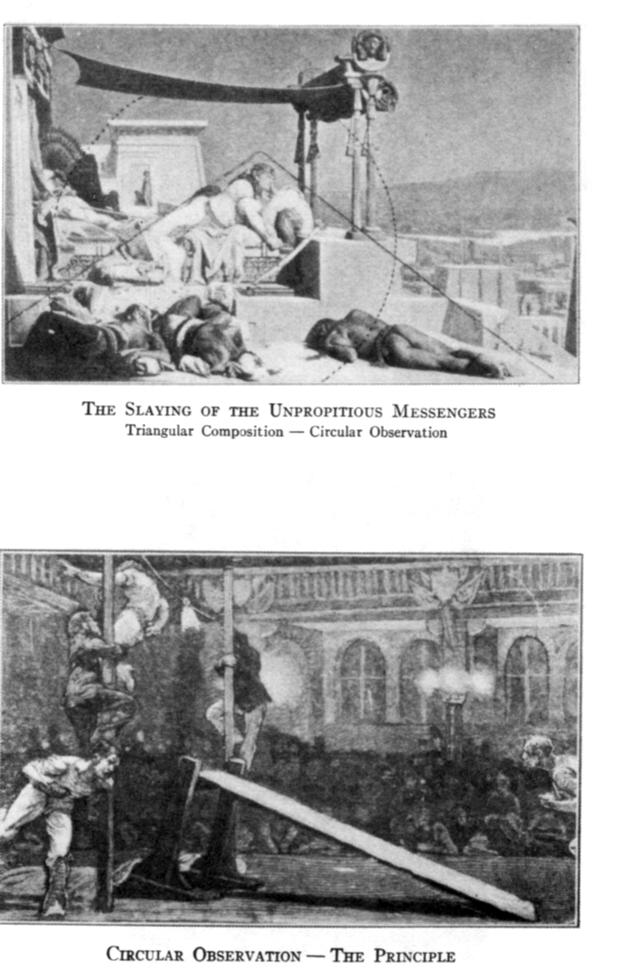 The Slaying of the Unpropitious Messengers
Triangular Composition — Circular Observation
Circular Observation — The Principle